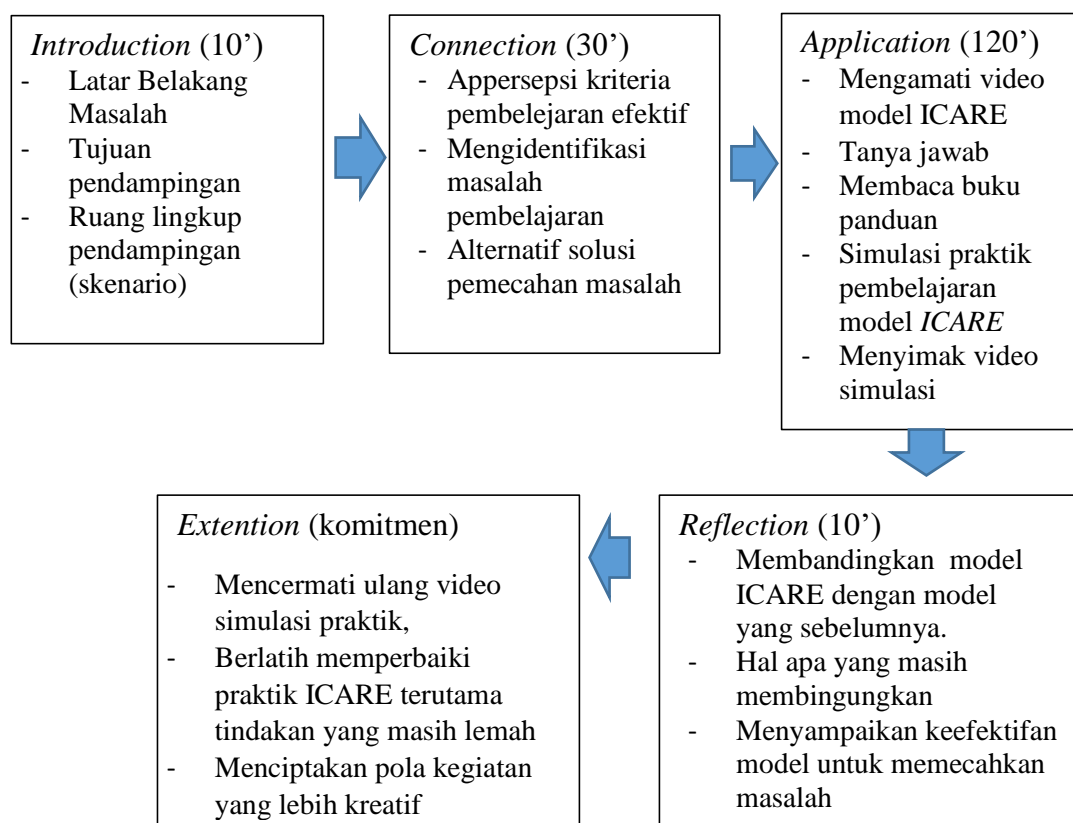 Introduction (10’)
- Latar Belakang
Masalah
- Tujuan
pendampingan
- Ruang lingkup
pendampingan
(skenario)
Connection (30’)
- Appersepsi kriteria
pembelejaran efektif
- Mengidentifikasi
masalah
pembelajaran
- Alternatif solusi
pemecahan masalah
Application (120’)
- Mengamati video
model ICARE
- Tanya jawab
- Membaca buku
panduan
- Simulasi praktik
pembelajaran
model ICARE
- Menyimak video
simulasi
Reflection (10’)
- Membandingkan model
ICARE dengan model
yang sebelumnya.
- Hal apa yang masih
membingungkan
- Menyampaikan keefektifan
model untuk memecahkan
masalah
Extention (komitmen)
- Mencermati ulang video
simulasi praktik,
- Berlatih memperbaiki
praktik ICARE terutama
tindakan yang masih lemah
- Menciptakan pola kegiatan
yang lebih kreatif